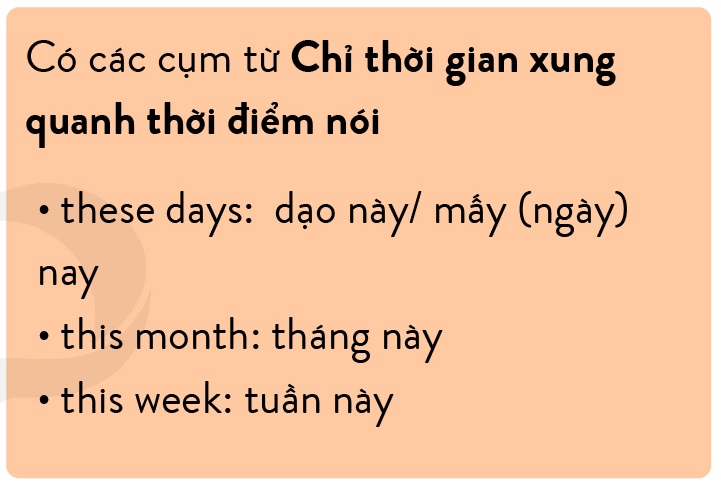 Có các cụm từ Chỉ thời gian xung
quanh thời điểm nói
• these days:  dạo này/ mấy (ngày)
nay
• this month: tháng này
• this week: tuần này